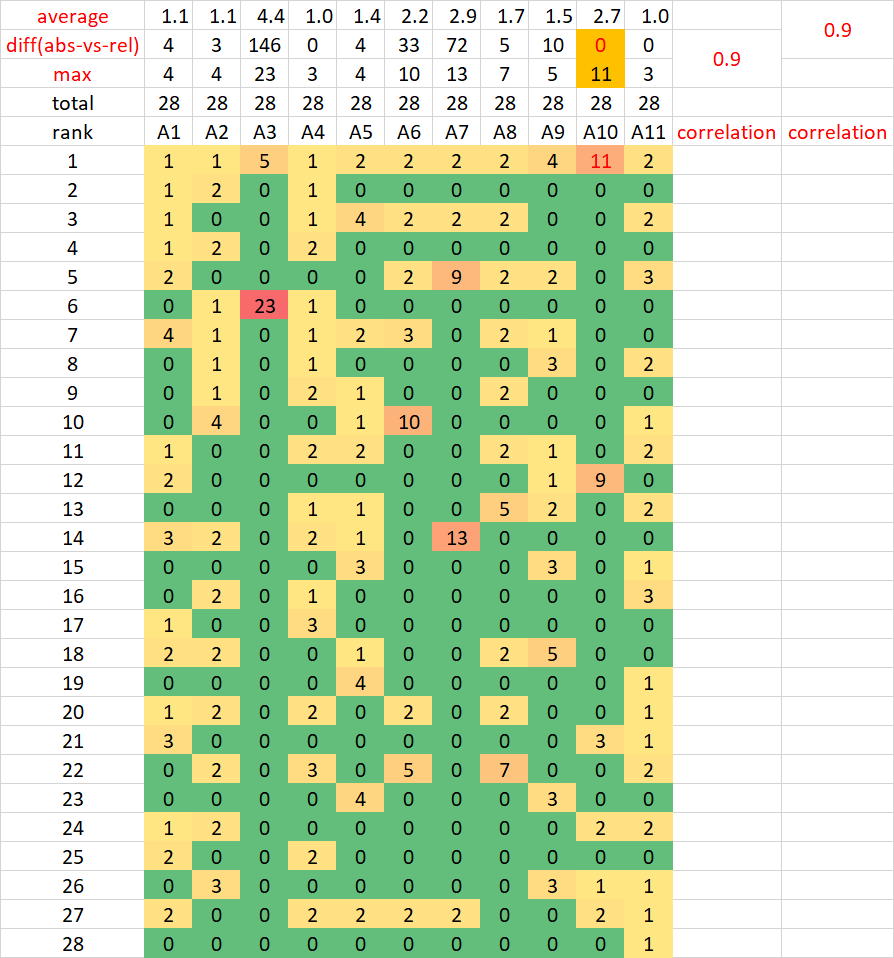 average 1.1 1.1 4.4 1.0 1.4 2.2 2.9 1.7 1.5 2.7 1.0 0.9
diff(abs-vs-rel) 4 3 146 0 4 33 72 5 10 0 0 0.9
max 4 4 23 3 4 10 13 7 5 11 3
total 28 28 28 28 28 28 28 28 28 28 28
rank A1 A2 A3 A4 A5 A6 A7 A8 A9 A10 A11 correlation correlation
1 1 1 5 1 2 2 2 2 4 11 2
2 1 2 0 1 0 0 0 0 0 0 0
3 1 0 0 1 4 2 2 2 0 0 2
4 1 2 0 2 0 0 0 0 0 0 0
5 2 0 0 0 0 2 9 2 2 0 3
6 0 1 23 1 0 0 0 0 0 0 0
7 4 1 0 1 2 3 0 2 1 0 0
8 0 1 0 1 0 0 0 0 3 0 2
9 0 1 0 2 1 0 0 2 0 0 0
10 0 4 0 0 1 10 0 0 0 0 1
11 1 0 0 2 2 0 0 2 1 0 2
12 2 0 0 0 0 0 0 0 1 9 0
13 0 0 0 1 1 0 0 5 2 0 2
14 3 2 0 2 1 0 13 0 0 0 0
15 0 0 0 0 3 0 0 0 3 0 1
16 0 2 0 1 0 0 0 0 0 0 3
17 1 0 0 3 0 0 0 0 0 0 0
18 2 2 0 0 1 0 0 2 5 0 0
19 0 0 0 0 4 0 0 0 0 0 1
20 1 2 0 2 0 2 0 2 0 0 1
21 3 0 0 0 0 0 0 0 0 3 1
22 0 2 0 3 0 5 0 7 0 0 2
23 0 0 0 0 4 0 0 0 3 0 0
24 1 2 0 0 0 0 0 0 0 2 2
25 2 0 0 2 0 0 0 0 0 0 0
26 0 3 0 0 0 0 0 0 3 1 1
27 2 0 0 2 2 2 2 0 0 2 1
28 0 0 0 0 0 0 0 0 0 0 1